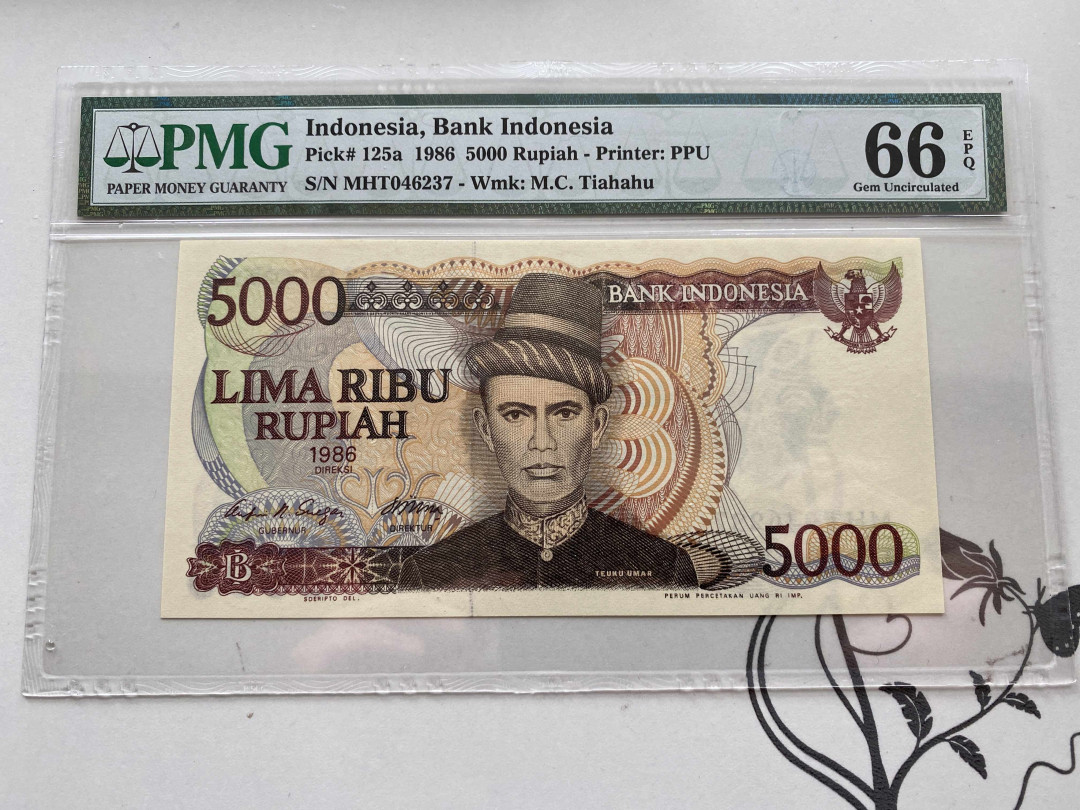 PMG
PAPER MONEY GUARANTY
Indonesia, Bank Indonesia
Pick# 125a 1986 5000 Rupiah - Printer: PPU
S/N MHT046237 - Wmk: M.C. Tiahahu
66
EPQ
Gem Uncirculated
5000
BANK INDONESIA
LIMA RIBU
RUPIAH
1986
DIREKSI
GUBERNUR
DIREKTUR
TEUKU UMAR
5000
SOERIPTO DEL.
PERUM PERCETAKAN UANG RI IMP.